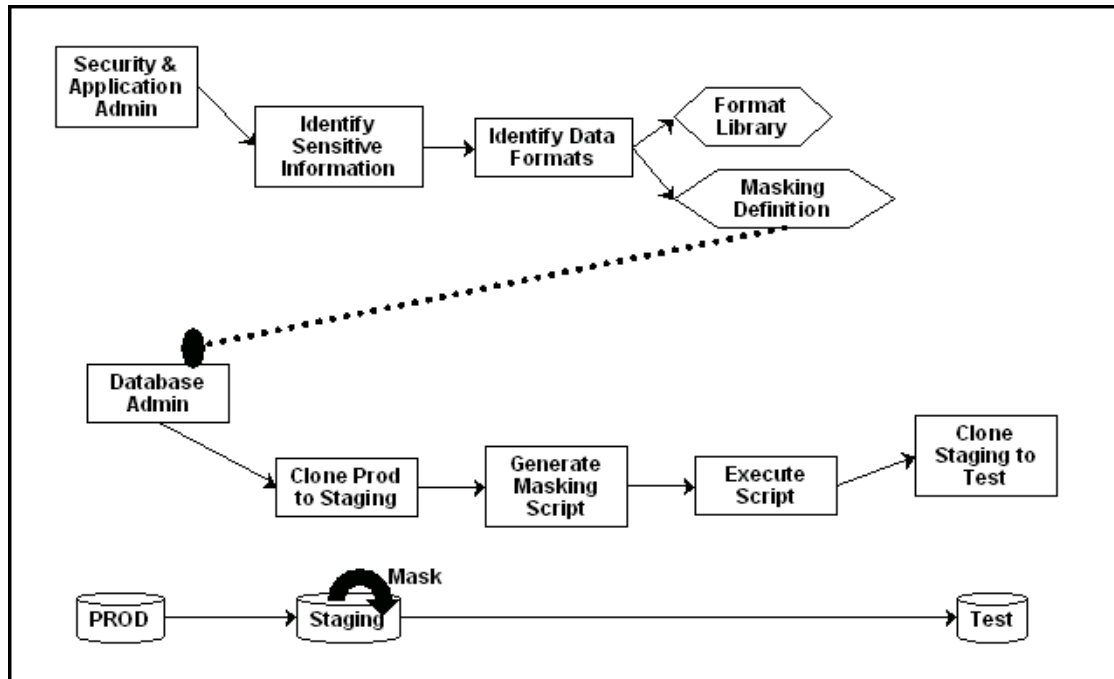 Security &
Application
Admin
Identify
Sensitive
Information
Identify Data
Formats
Format
Library
Masking
Definition
Database
Admin
Clone Prod
to Staging
Generate
Masking
Script
Execute
Script
Clone
Staging to
Test
Mask
PROD
Staging
Test